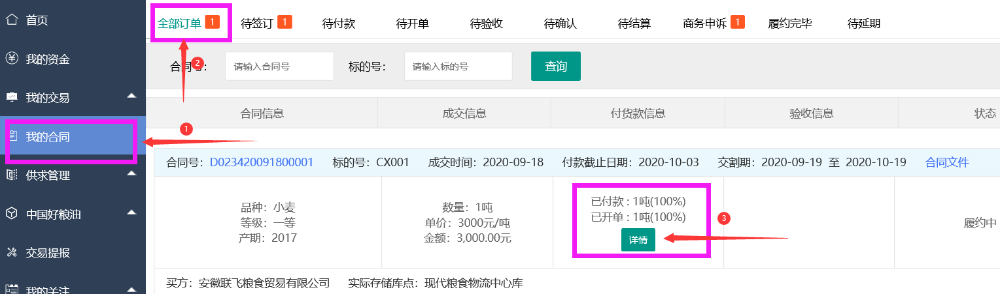 首页
我的资金
我的交易
我的合同
供求管理
中国好粮油
交易提报
我的关注
全部订单 1 待签订 1 待付款 待开单 待验收 待确认 待结算 商务申诉 1 履约完毕 待延期
合同号： 请输入合同号 标的号： 请输入标的号 查询
2
合同信息 成交信息 付货款信息 验收信息 状态
1
合同号：D023420091800001 标的号：CX001 成交时间：2020-09-18 付款截止日期：2020-10-03 交割期：2020-09-19 至 2020-10-19 合同文件
品种：小麦
等级：一等
产期：2017
数量：1吨
单价：3000元/吨
金额：3,000.00元
已付款 : 1吨(100%)
已开单 : 1吨(100%)
详情
3
履约中
买方：安徽联飞粮食贸易有限公司 实际存储库点：现代粮食物流中心库